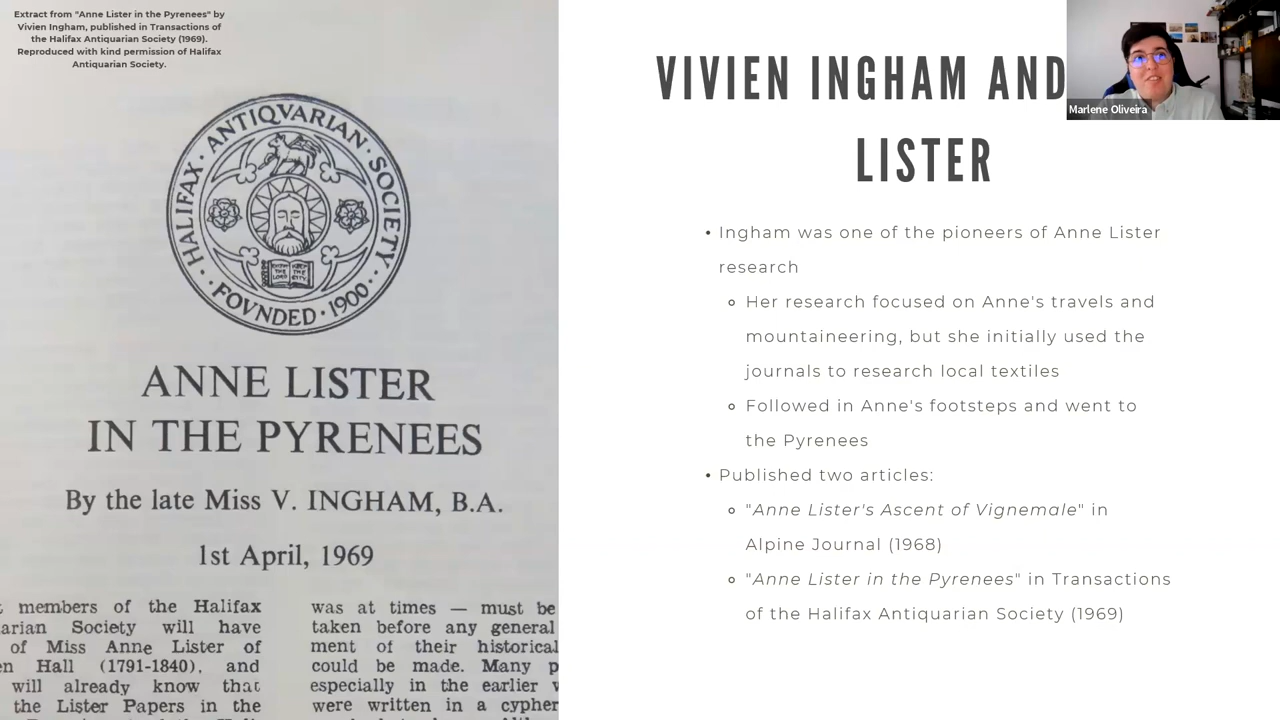 Extract from "Anne Lister in the Pyrenees" by
Vivien Ingham, published in Transactions of
the Halifax Antiquarian Society (1969).
Reproduced with kind permission of Halifax
Antiquarian Society.
HALIFAX · ANTIQVARIAN · SOCIETY ·
· FOVNDED · 1900 ·
ANNE LISTER
IN THE PYRENEES
By the late Miss V. INGHAM, B.A.
1st April, 1969
members of the Halifax
arian Society will have
of Miss Anne Lister of
en Hall (1791-1840), and
will already know that
the Lister Papers in the
was at times — must be
taken before any general
ment of their historical
could be made. Many p
especially in the earlier v
were written in a cypher
VIVIEN INGHAM AND
LISTER
Marlene Oliveira
• Ingham was one of the pioneers of Anne Lister
research
Her research focused on Anne's travels and
mountaineering, but she initially used the
journals to research local textiles
Followed in Anne's footsteps and went to
the Pyrenees
• Published two articles:
"Anne Lister's Ascent of Vignemale" in
Alpine Journal (1968)
"Anne Lister in the Pyrenees" in Transactions
of the Halifax Antiquarian Society (1969)